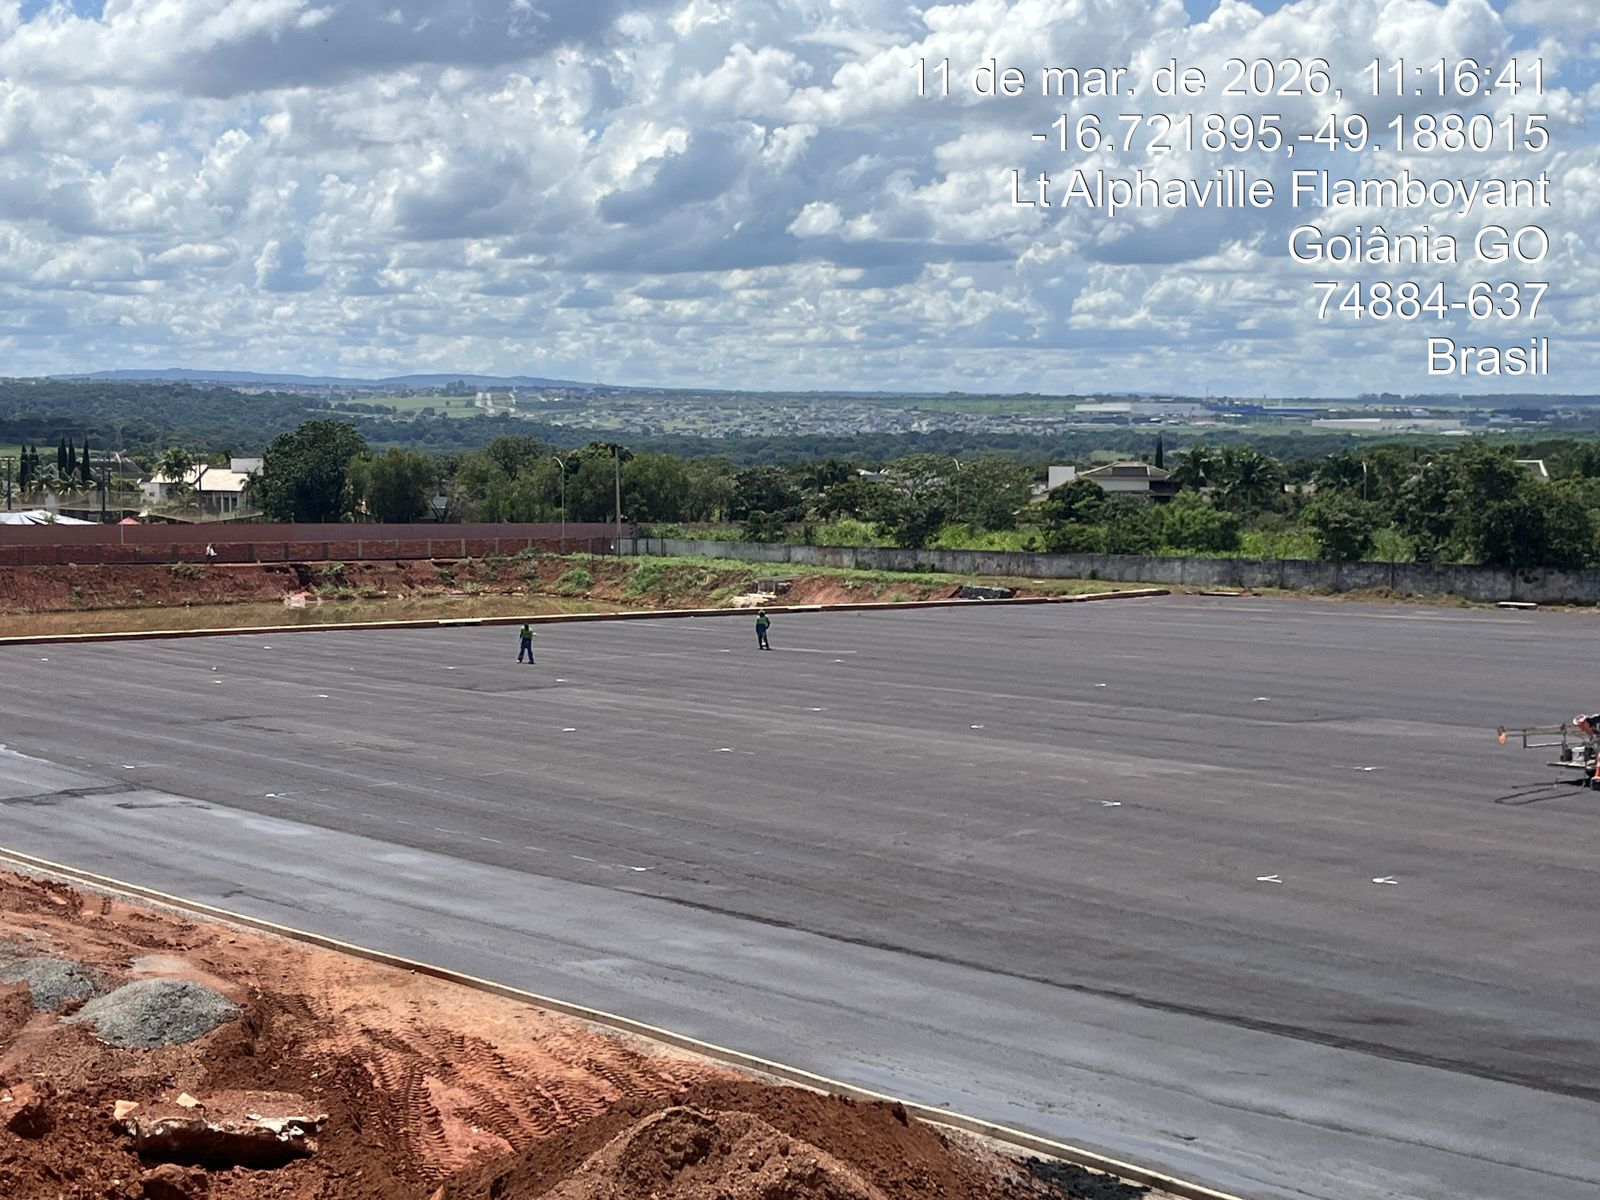 11 de mar. de 2026, 11:16:41
-16.721895,-49.188015
Lt Alphaville Flamboyant
Goiânia GO
74884-637
Brasil